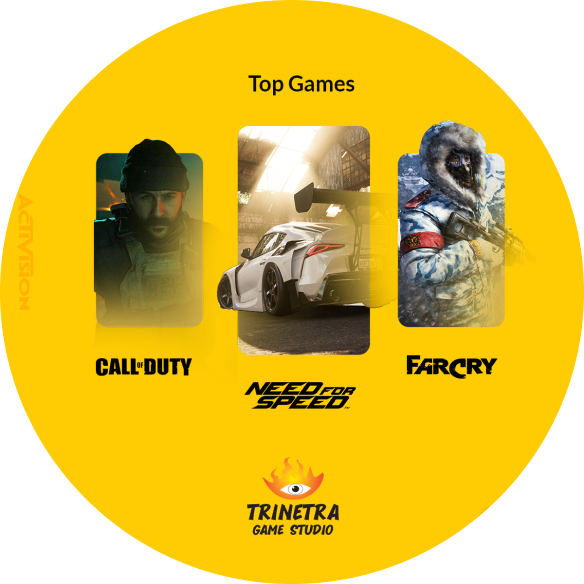 Top Games
ACTIVISION
CALL OF DUTY
FARCRY
NEED FOR
SPEED
TRINETRA
GAME STUDIO